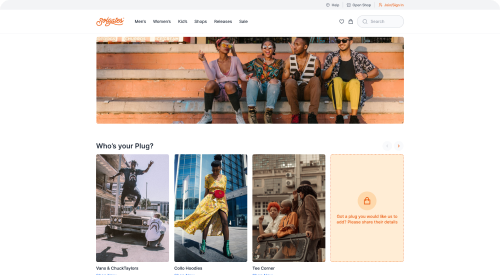 Help Open Shop Join/Sign In
Men's Women's Kids Shops Releases Sale Search
Who's your Plug?
Vans & ChuckTaylors
Collo Hoodies
Tee Corner
Got a plug you would like us to
add? Please share their details.